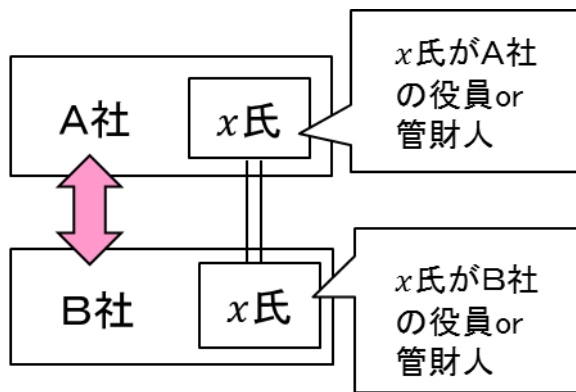 A社
x氏
x氏がA社
の役員or
管財人
B社
x氏
x氏がB社
の役員or
管財人